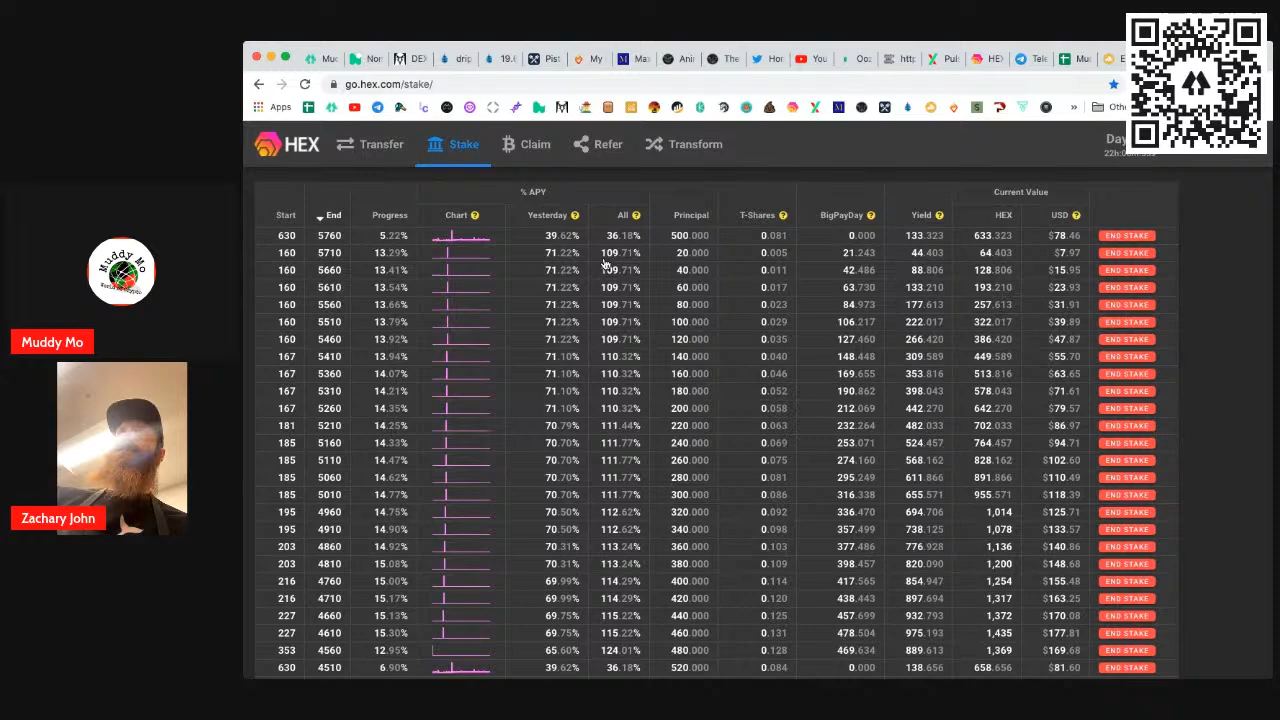 Muc Nor DEX drip 19.6 Pist My Max Ani The Hor You Ooz http Puls HEX Tele Mud
go.hex.com/stake/
Apps
HEX Transfer Stake Claim Refer Transform Day
% APY Current Value
Start End Progress Chart Yesterday All Principal T-Shares BigPayDay Yield HEX USD
630 5760 5.22% 39.62% 36.18% 500.000 0.081 0.000 133.323 633.323 $78.46 END STAKE
160 5710 13.29% 71.22% 109.71% 20.000 0.005 21.243 44.403 64.403 $7.97 END STAKE
160 5660 13.41% 71.22% 109.71% 40.000 0.011 42.486 88.806 128.806 $15.95 END STAKE
160 5610 13.54% 71.22% 109.71% 60.000 0.017 63.730 133.210 193.210 $23.93 END STAKE
160 5560 13.66% 71.22% 109.71% 80.000 0.023 84.973 177.613 257.613 $31.91 END STAKE
160 5510 13.79% 71.22% 109.71% 100.000 0.029 106.217 222.017 322.017 $39.89 END STAKE
160 5460 13.92% 71.22% 109.71% 120.000 0.035 127.460 266.420 386.420 $47.87 END STAKE
167 5410 13.94% 71.10% 110.32% 140.000 0.040 148.448 309.589 449.589 $55.70 END STAKE
167 5360 14.07% 71.10% 110.32% 160.000 0.046 169.655 353.816 513.816 $63.65 END STAKE
167 5310 14.21% 71.10% 110.32% 180.000 0.052 190.862 398.043 578.043 $71.61 END STAKE
167 5260 14.35% 71.10% 110.32% 200.000 0.058 212.069 442.270 642.270 $79.57 END STAKE
181 5210 14.25% 70.79% 111.44% 220.000 0.063 232.264 482.033 702.033 $86.97 END STAKE
185 5160 14.33% 70.70% 111.77% 240.000 0.069 253.071 524.457 764.457 $94.71 END STAKE
185 5110 14.47% 70.70% 111.77% 260.000 0.075 274.160 568.162 828.162 $102.60 END STAKE
185 5060 14.62% 70.70% 111.77% 280.000 0.081 295.249 611.866 891.866 $110.49 END STAKE
185 5010 14.77% 70.70% 111.77% 300.000 0.086 316.338 655.571 955.571 $118.39 END STAKE
195 4960 14.75% 70.50% 112.62% 320.000 0.092 336.470 694.706 1,014 $125.71 END STAKE
195 4910 14.90% 70.50% 112.62% 340.000 0.098 357.499 738.125 1,078 $133.57 END STAKE
203 4860 14.92% 70.31% 113.24% 360.000 0.103 377.486 776.928 1,136 $140.86 END STAKE
203 4810 15.08% 70.31% 113.24% 380.000 0.109 398.457 820.090 1,200 $148.68 END STAKE
216 4760 15.00% 69.99% 114.29% 400.000 0.114 417.565 854.947 1,254 $155.48 END STAKE
216 4710 15.17% 69.99% 114.29% 420.000 0.120 438.443 897.694 1,317 $163.25 END STAKE
227 4660 15.13% 69.75% 115.22% 440.000 0.125 457.699 932.793 1,372 $170.08 END STAKE
227 4610 15.30% 69.75% 115.22% 460.000 0.131 478.504 975.193 1,435 $177.81 END STAKE
353 4560 12.95% 65.60% 124.01% 480.000 0.128 469.634 889.613 1,369 $169.68 END STAKE
630 4510 6.90% 39.62% 36.18% 520.000 0.084 0.000 138.656 658.656 $81.60 END STAKE
Muddy Mo
Muddy Mo
Zachary John